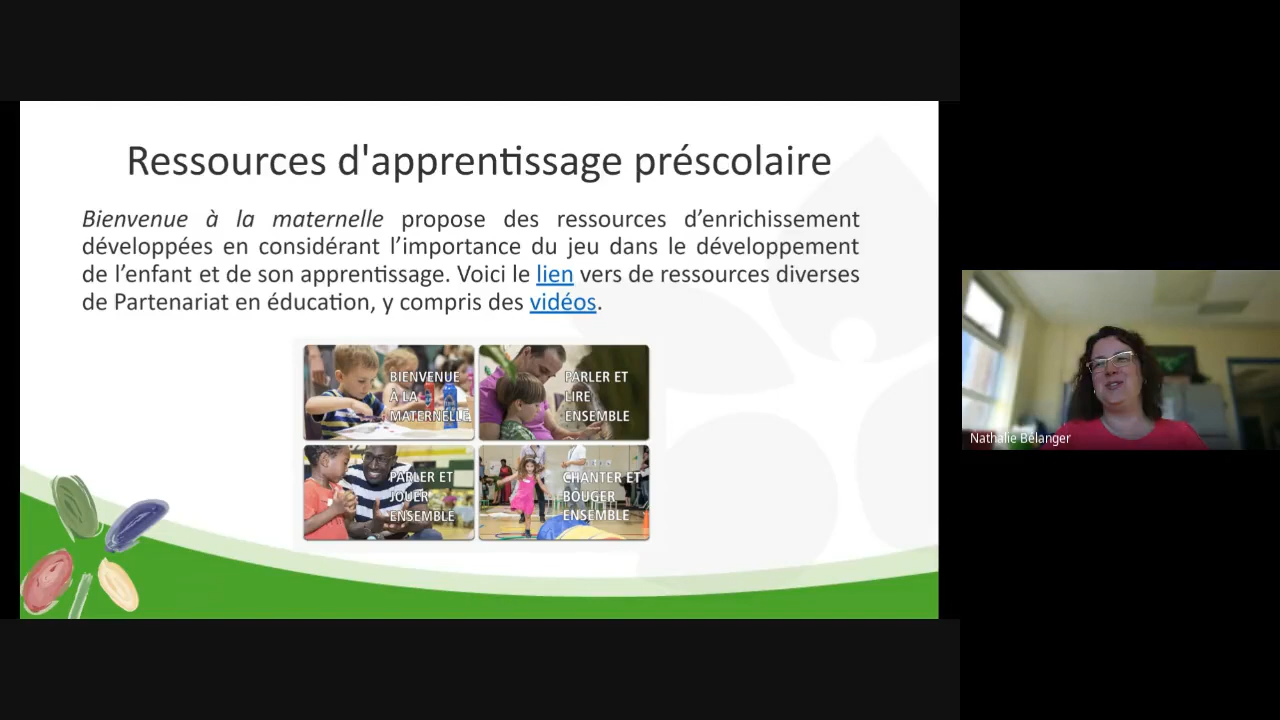 Ressources d'apprentissage préscolaire
Bienvenue à la maternelle propose des ressources d’enrichissement
développées en considérant l’importance du jeu dans le développement
de l’enfant et de son apprentissage. Voici le lien vers de ressources diverses
de Partenariat en éducation, y compris des vidéos.
BIENVENUE
À LA
MATERNELLE
PARLER ET
LIRE
ENSEMBLE
PARLER ET
JOUER
ENSEMBLE
CHANTER ET
BOUGER
ENSEMBLE
Nathalie Bélanger